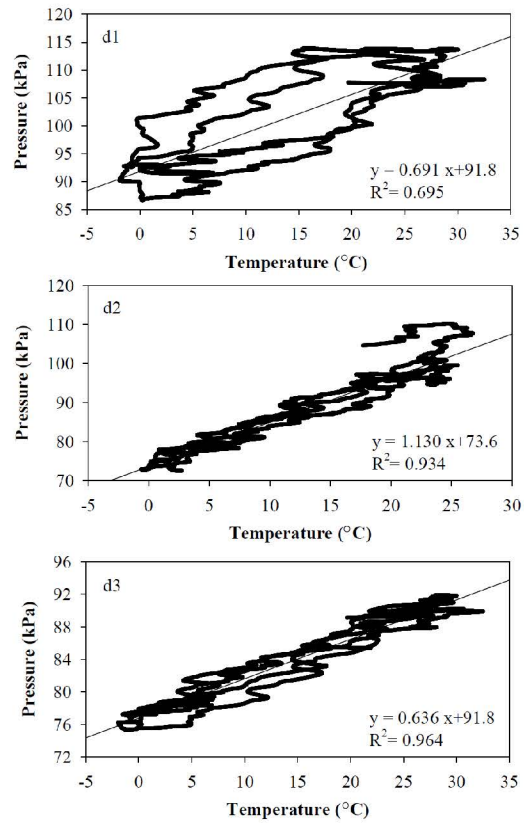 d1
Pressure (kPa)
120
115
110
105
100
95
90
85
y = 0.691 x+91.8
R²= 0.695
-5 0 5 10 15 20 25 30 35
Temperature (°C)
d2
Pressure (kPa)
120
110
100
90
80
70
y = 1.130 x+73.6
R²= 0.934
-5 0 5 10 15 20 25 30
Temperature (°C)
d3
Pressure (kPa)
96
92
88
84
80
76
72
y = 0.636 x+91.8
R²= 0.964
-5 0 5 10 15 20 25 30 35
Temperature (°C)